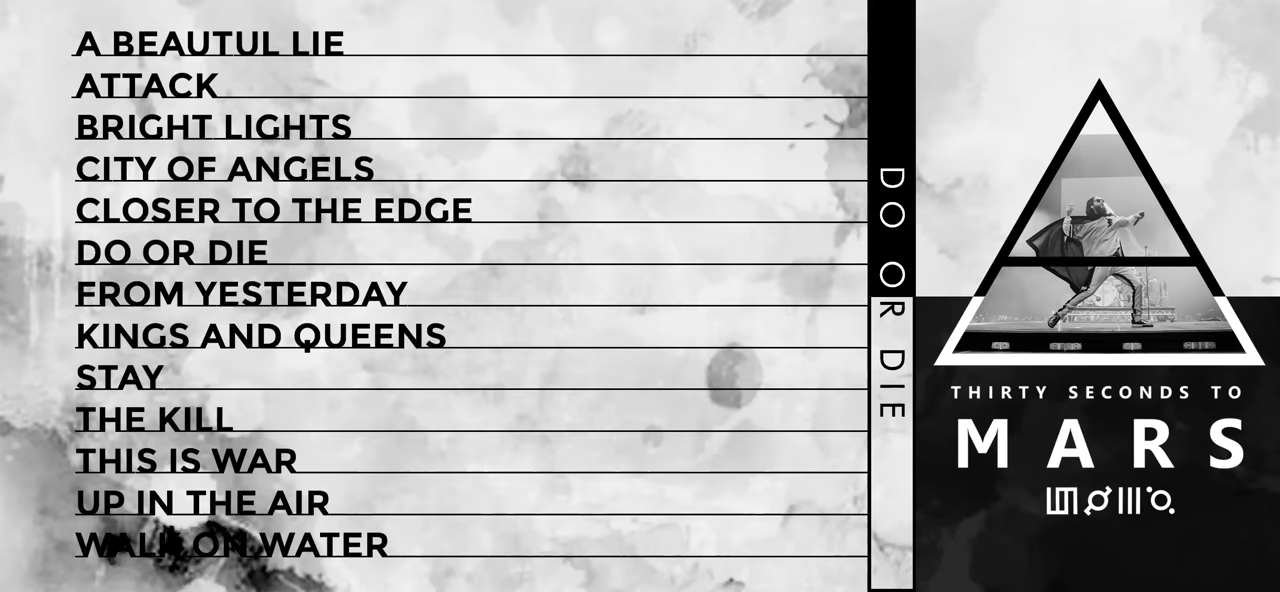 A BEAUTUL LIE
ATTACK
BRIGHT LIGHTS
CITY OF ANGELS
CLOSER TO THE EDGE
DO OR DIE
FROM YESTERDAY
KINGS AND QUEENS
STAY
THE KILL
THIS IS WAR
UP IN THE AIR
WALK ON WATER
DO OR DIE
THIRTY SECONDS TO
MARS